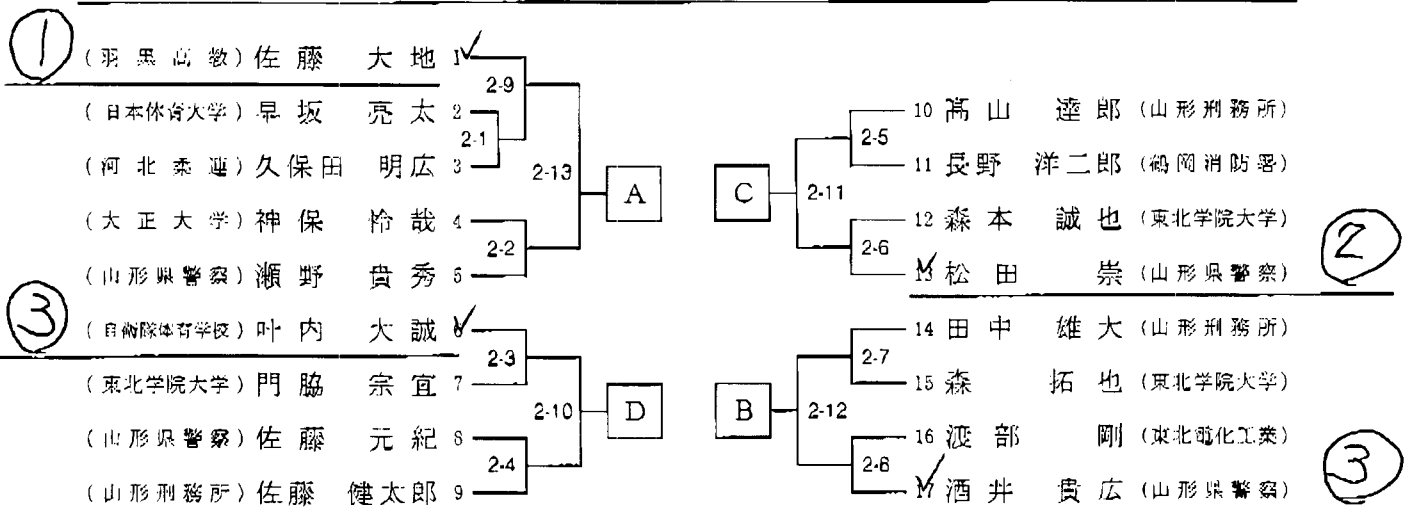 ①
(羽黒高教) 佐藤 大地 1
2-9
(日本体育大学) 早坂 亮太 2
2-1
(河北柔連) 久保田 明広 3
2-13
A
(大正大学) 神保 怜哉 4
2-2
(山形県警察) 瀬野 貴秀 5
③
(自衛隊体育学校) 叶内 大誠 6
2-3
(東北学院大学) 門脇 宗宜 7
2-10
D
(山形県警察) 佐藤 元紀 8
2-4
(山形刑務所) 佐藤 健太郎 9
10 髙山 達郎 (山形刑務所)
2-5
11 長野 洋二郎 (鶴岡消防署)
C
2-11
12 森本 誠也 (東北学院大学)
2-6
②
13 松田 崇 (山形県警察)
14 田中 雄大 (山形刑務所)
2-7
15 森 拓也 (東北学院大学)
B
2-12
16 渡部 剛 (東北電化工業)
2-8
17 酒井 貴広 (山形県警察)
③